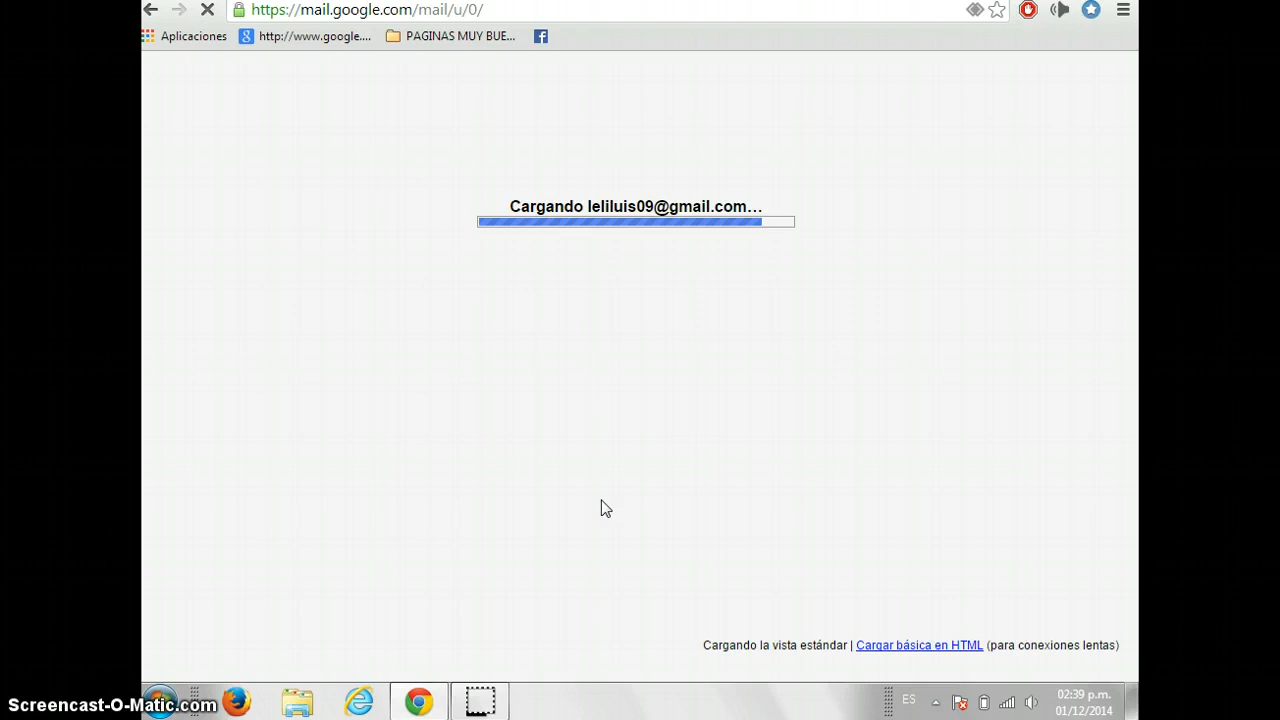 https://mail.google.com/mail/u/0/
Aplicaciones http://www.google.... PAGINAS MUY BUE...
Cargando leliluis09@gmail.com...
Cargando la vista estándar | Cargar básica en HTML (para conexiones lentas)
ES 02:39 p.m.
01/12/2014
Screencast-O-Matic.com